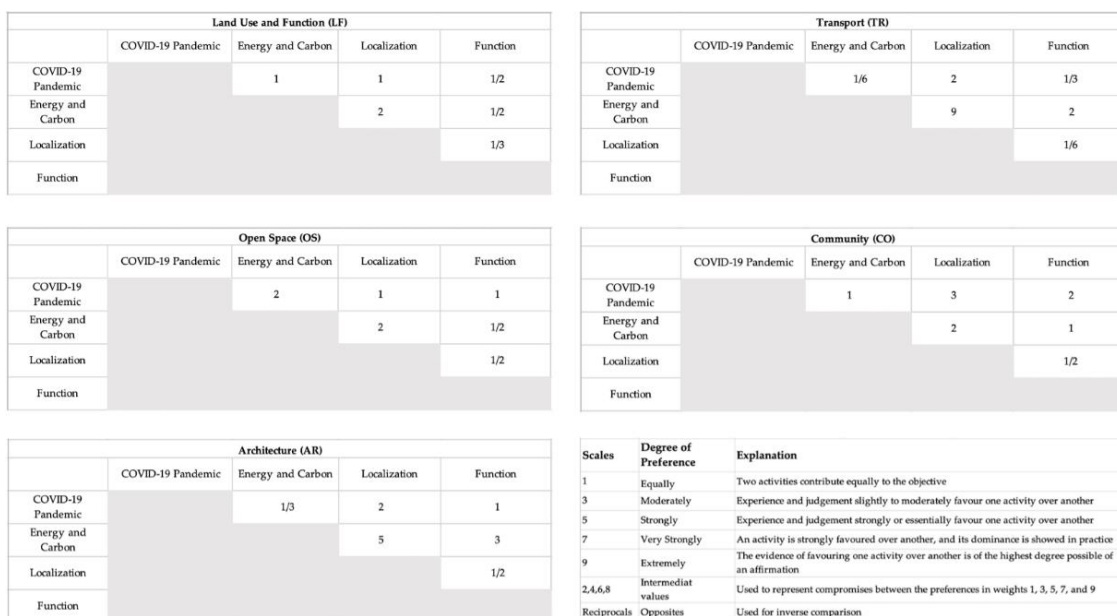 Land Use and Function (LF)
COVID-19 Pandemic Energy and Carbon Localization Function
COVID-19
Pandemic 1 1 1/2
Energy and
Carbon 2 1/2
Localization 1/3
Function
Transport (TR)
COVID-19 Pandemic Energy and Carbon Localization Function
COVID-19
Pandemic 1/6 2 1/3
Energy and
Carbon 9 2
Localization 1/6
Function
Open Space (OS)
COVID-19 Pandemic Energy and Carbon Localization Function
COVID-19
Pandemic 2 1 1
Energy and
Carbon 2 1/2
Localization 1/2
Function
Community (CO)
COVID-19 Pandemic Energy and Carbon Localization Function
COVID-19
Pandemic 1 3 2
Energy and
Carbon 2 1
Localization 1/2
Function
Architecture (AR)
COVID-19 Pandemic Energy and Carbon Localization Function
COVID-19
Pandemic 1/3 2 1
Energy and
Carbon 5 3
Localization 1/2
Function
Scales Degree of Preference Explanation
1 Equally Two activities contribute equally to the objective
3 Moderately Experience and judgement slightly to moderately favour one activity over another
5 Strongly Experience and judgement strongly or essentially favour one activity over another
7 Very Strongly An activity is strongly favoured over another, and its dominance is showed in practice
9 Extremely The evidence of favouring one activity over another is of the highest degree possible of
an affirmation
2,4,6,8 Intermediat values Used to represent compromises between the preferences in weights 1, 3, 5, 7, and 9
Reciprocals Opposites Used for inverse comparison